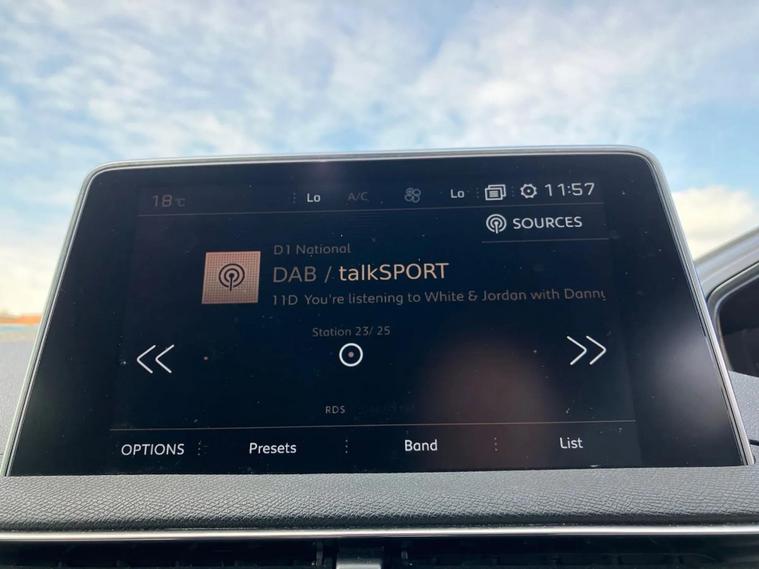 18°C Lo A/C Lo 11:57
SOURCES
D1 National
DAB / talkSPORT
11D You're listening to White & Jordan with Danny
Station 23/ 25
RDS
OPTIONS Presets Band List